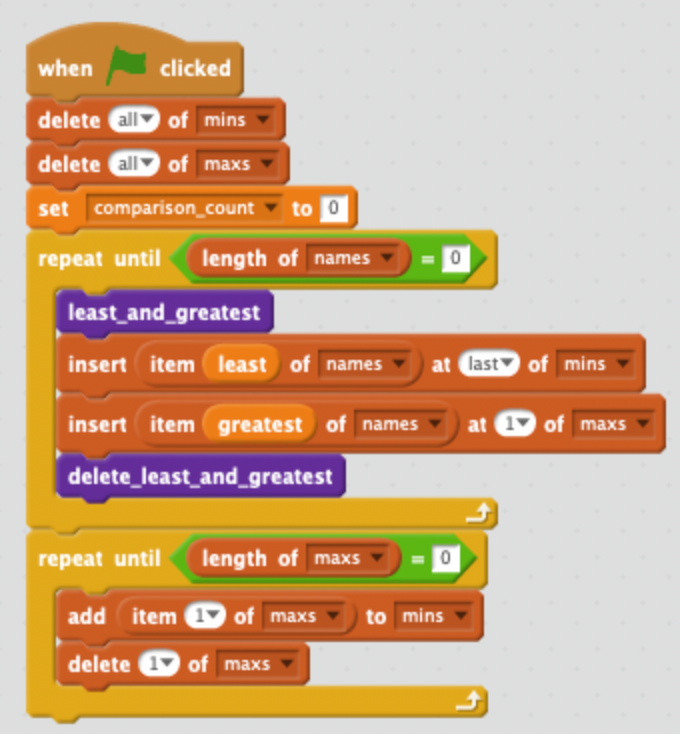 when clicked
delete all of mins
delete all of maxs
set comparison_count to 0
repeat until length of names = 0
least_and_greatest
insert item least of names at last of mins
insert item greatest of names at 1 of maxs
delete_least_and_greatest
repeat until length of maxs = 0
add item 1 of maxs to mins
delete 1 of maxs